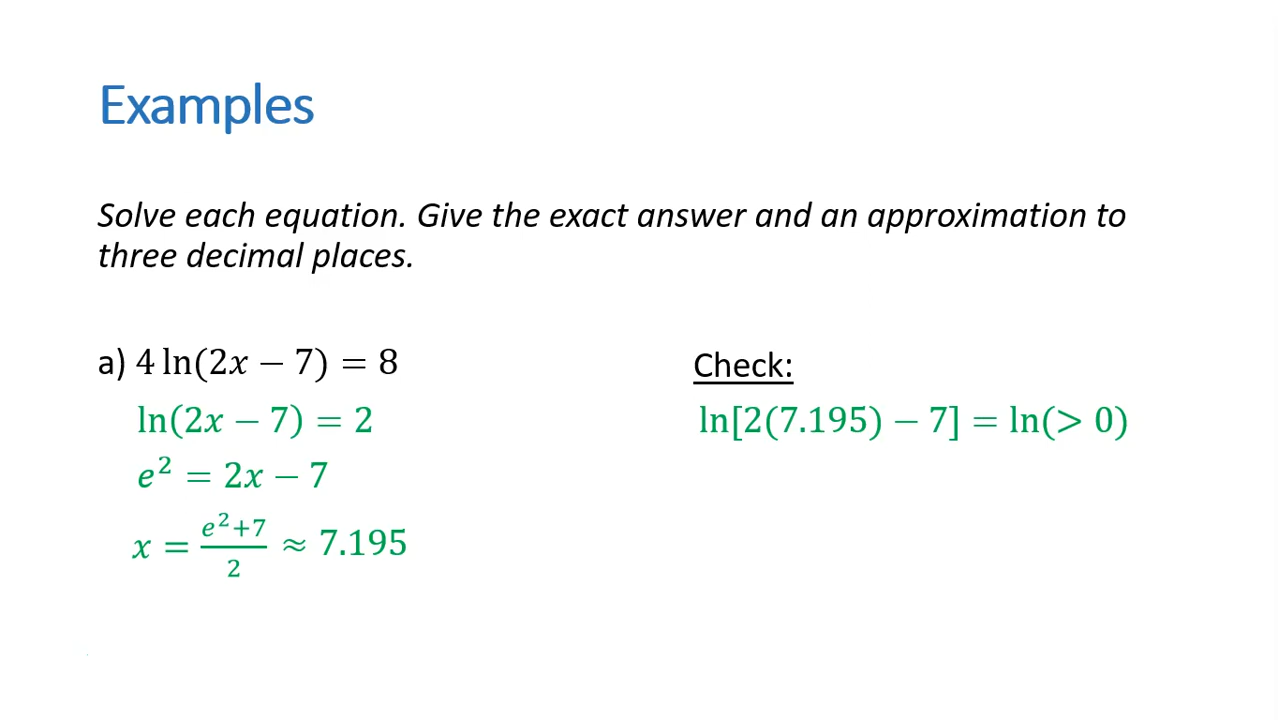 Examples
Solve each equation. Give the exact answer and an approximation to
three decimal places.
a) 4 ln(2x − 7) = 8
ln(2x − 7) = 2
e² = 2x − 7
x = (e²+7)/2 ≈ 7.195
Check:
ln[2(7.195) − 7] = ln(> 0)